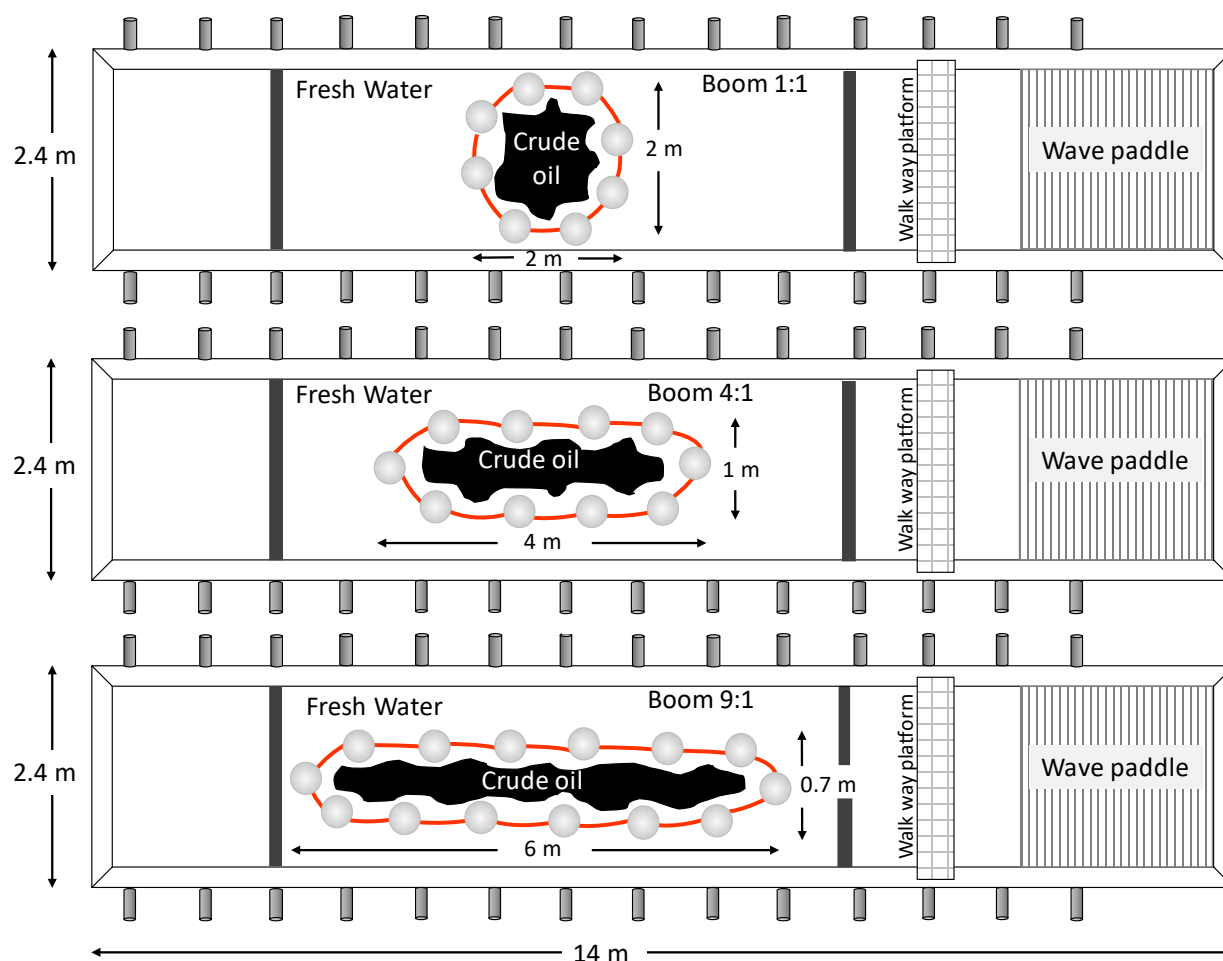 Fresh Water
Boom 1:1
2.4 m
Crude
oil
2 m
2 m
Walk way platform
Wave paddle
Fresh Water
Boom 4:1
2.4 m
Crude oil
1 m
4 m
Walk way platform
Wave paddle
Fresh Water
Boom 9:1
2.4 m
Crude oil
0.7 m
6 m
Walk way platform
Wave paddle
14 m